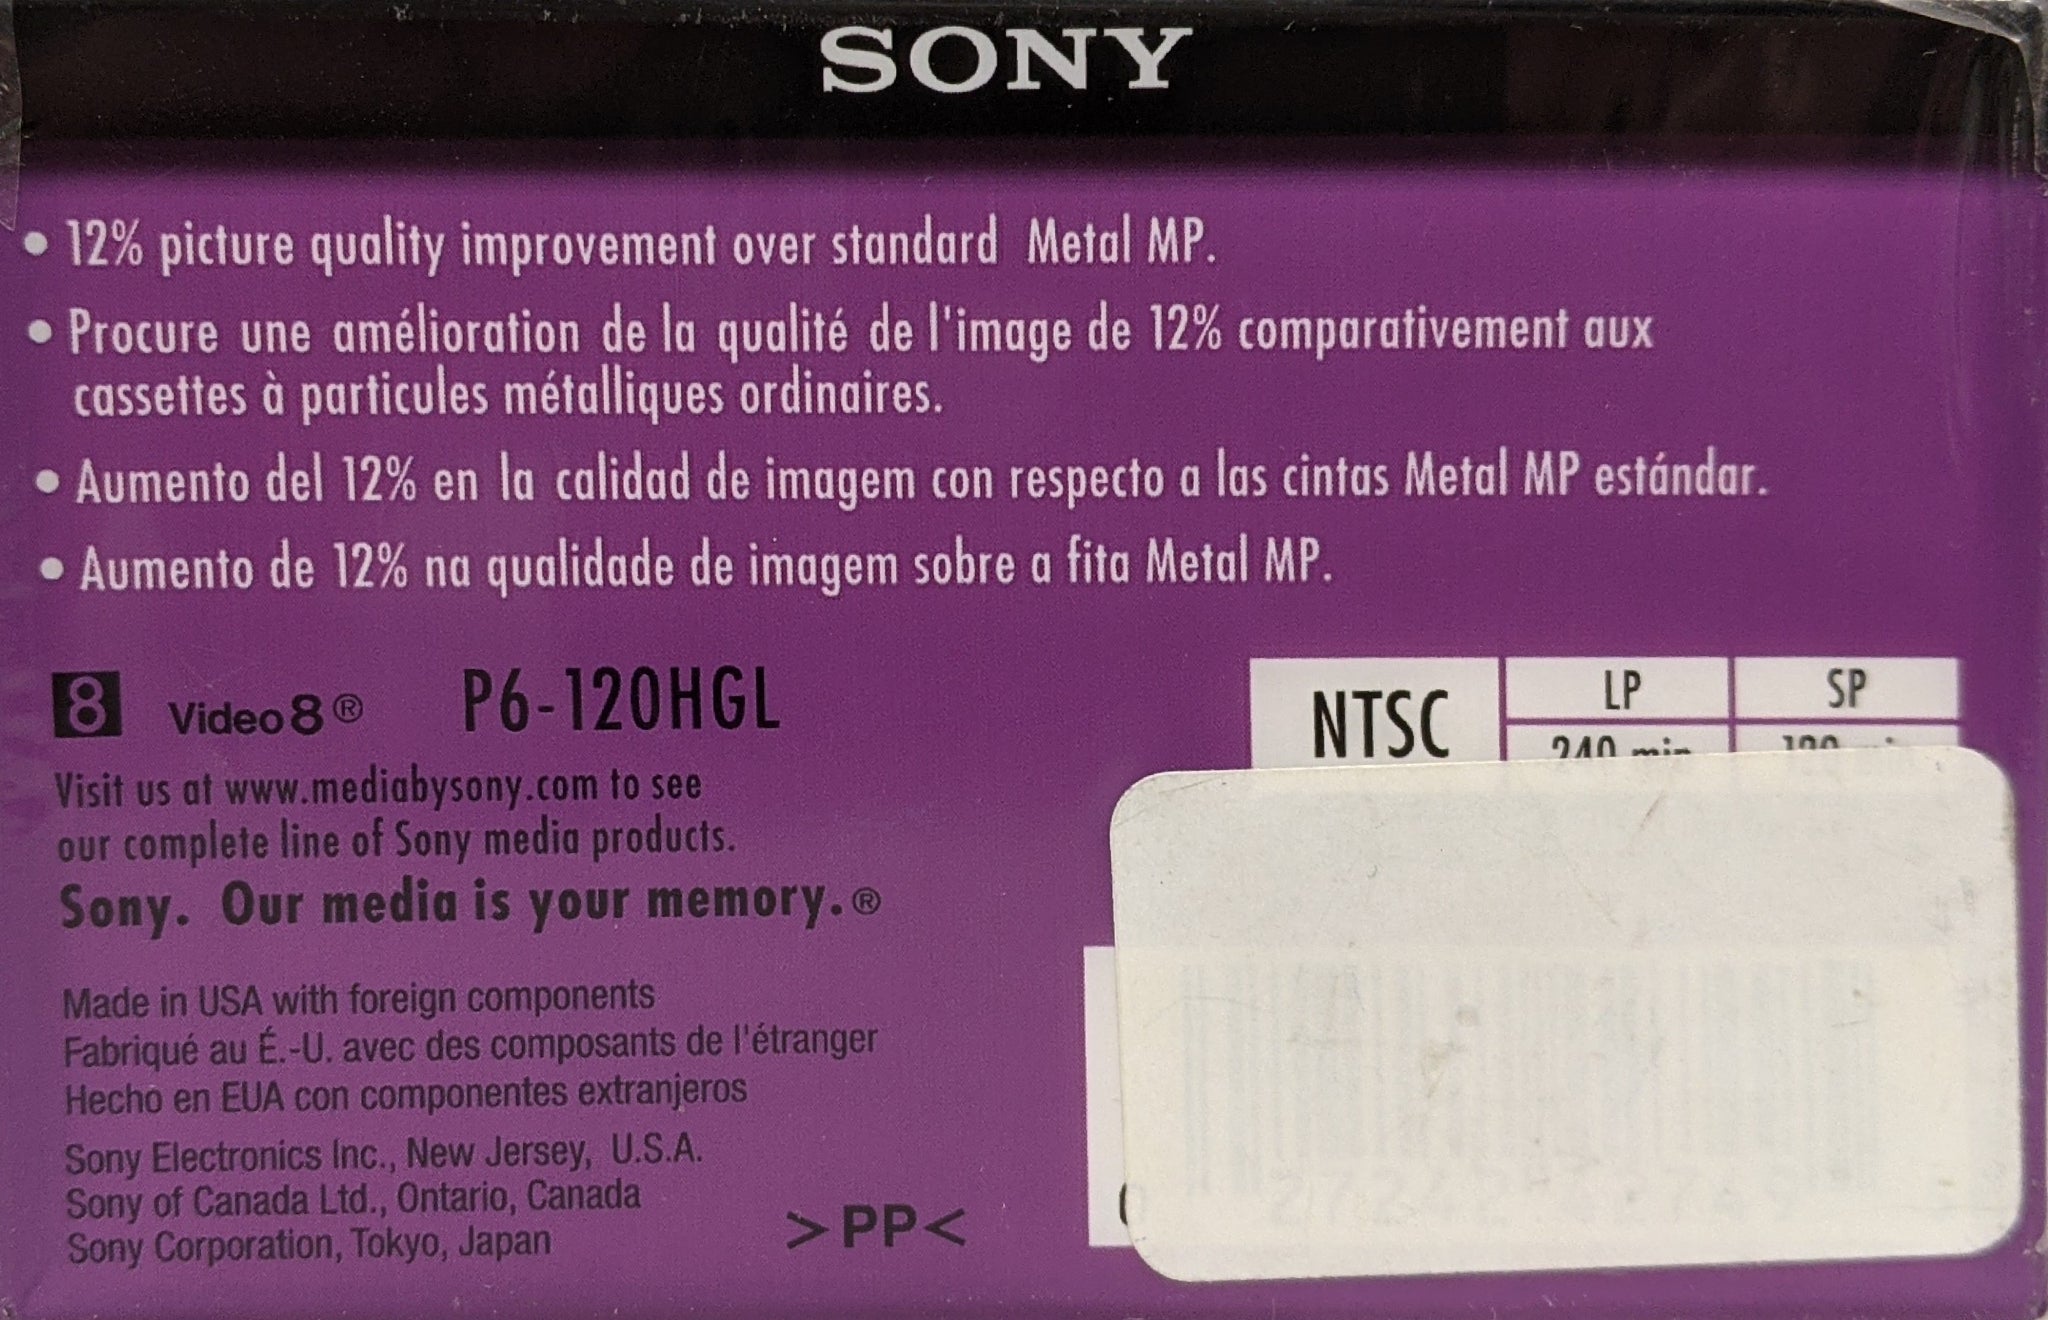 SONY
• 12% picture quality improvement over standard Metal MP.
• Procure une amélioration de la qualité de l'image de 12% comparativement aux
cassettes à particules métalliques ordinaires.
• Aumento del 12% en la calidad de imagem con respecto a las cintas Metal MP estándar.
• Aumento de 12% na qualidade de imagem sobre a fita Metal MP.
8 Video8® P6-120HGL
NTSC LP SP
240 min 120 min
Visit us at www.mediabysony.com to see
our complete line of Sony media products.
Sony. Our media is your memory.®
Made in USA with foreign components
Fabriqué au É.-U. avec des composants de l'étranger
Hecho en EUA con componentes extranjeros
Sony Electronics Inc., New Jersey, U.S.A.
Sony of Canada Ltd., Ontario, Canada
Sony Corporation, Tokyo, Japan
>PP<